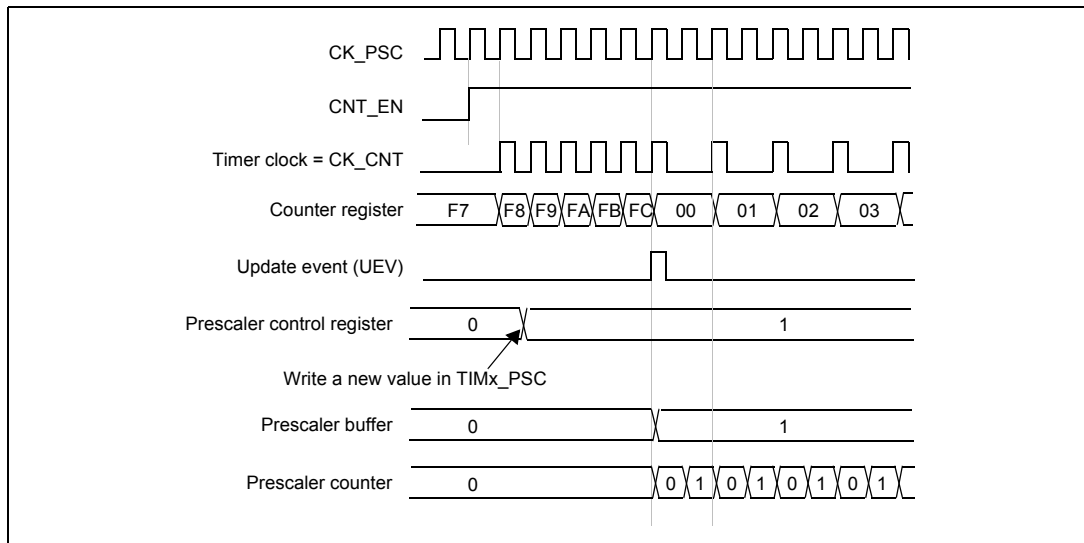 CK_PSC
CNT_EN
Timer clock = CK_CNT
Counter register F7 F8 F9 FA FB FC 00 01 02 03
Update event (UEV)
Prescaler control register 0 1
Write a new value in TIMx_PSC
Prescaler buffer 0 1
Prescaler counter 0 0 1 0 1 0 1 0 1